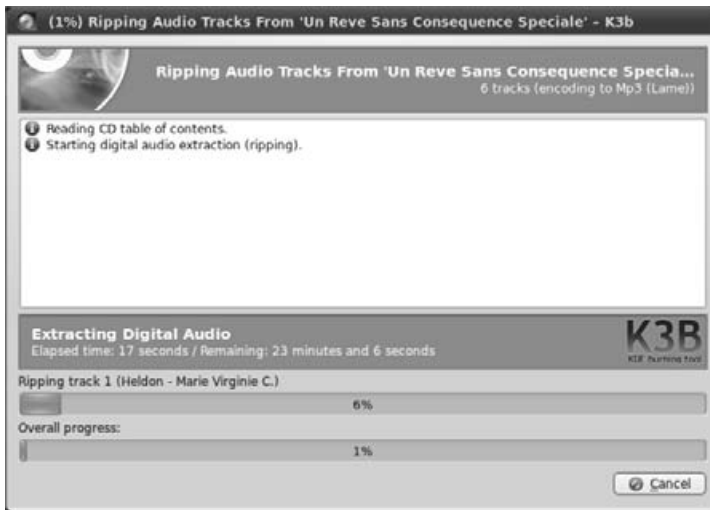 (1%) Ripping Audio Tracks From 'Un Reve Sans Consequence Speciale' – K3b
Ripping Audio Tracks From 'Un Reve Sans Consequence Specia...
6 tracks (encoding to Mp3 (Lame))
Reading CD table of contents.
Starting digital audio extraction (ripping).
Extracting Digital Audio
Elapsed time: 17 seconds / Remaining: 23 minutes and 6 seconds
K3B
KDE burning tool
Ripping track 1 (Heldon - Marie Virginie C.)
6%
Overall progress:
1%
Cancel